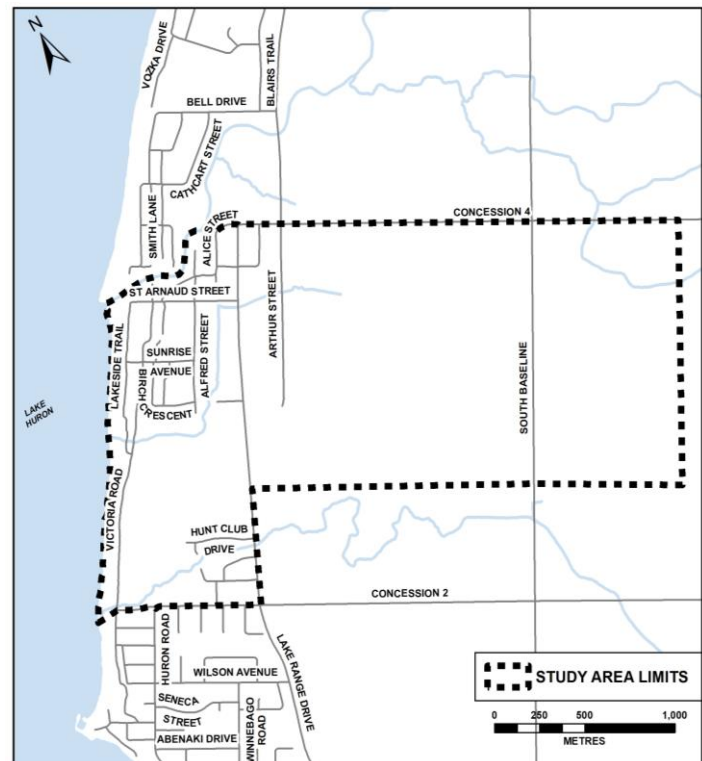 N
VOZKA DRIVE
BLAIRS TRAIL
BELL DRIVE
CATHCART STREET
SMITH LANE
ALICE STREET
CONCESSION 4
ST ARNAUD STREET
LAKESIDE TRAIL
SUNRISE
AVENUE
BIRCH
CRESCENT
ALFRED STREET
ARTHUR STREET
SOUTH BASELINE
LAKE
HURON
VICTORIA ROAD
HUNT CLUB
DRIVE
CONCESSION 2
HURON ROAD
LAKE RANGE DRIVE
WILSON AVENUE
SENECA
STREET
WINNEBAGO
ROAD
ABENAKI DRIVE
STUDY AREA LIMITS
0 250 500 1,000
METRES